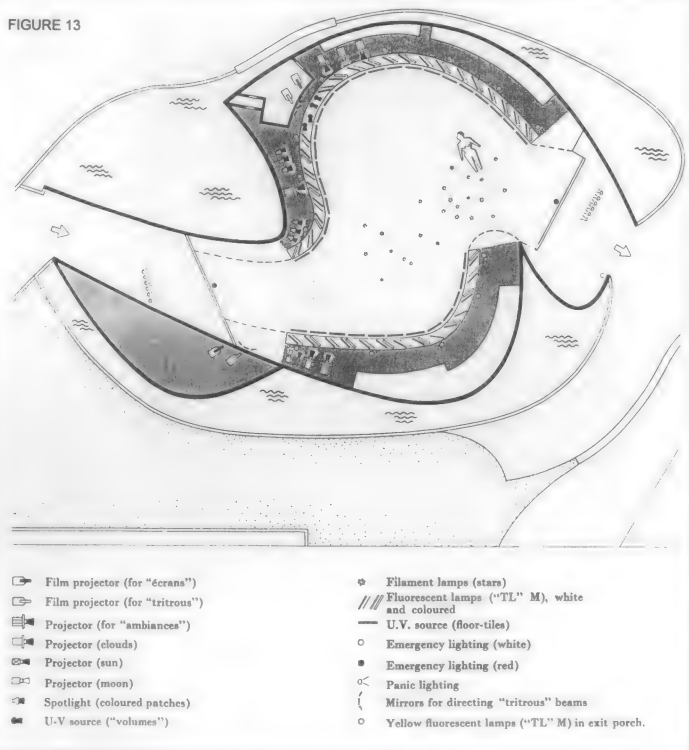 FIGURE 13
Film projector (for "écrans")
Film projector (for "tritrous")
Projector (for "ambiances")
Projector (clouds)
Projector (sun)
Projector (moon)
Spotlight (coloured patches)
U-V source ("volumes")
Filament lamps (stars)
Fluorescent lamps ("TL" M), white
and coloured
U.V. source (floor-tiles)
Emergency lighting (white)
Emergency lighting (red)
Panic lighting
Mirrors for directing "tritrous" beams
Yellow fluorescent lamps ("TL" M) in exit porch.